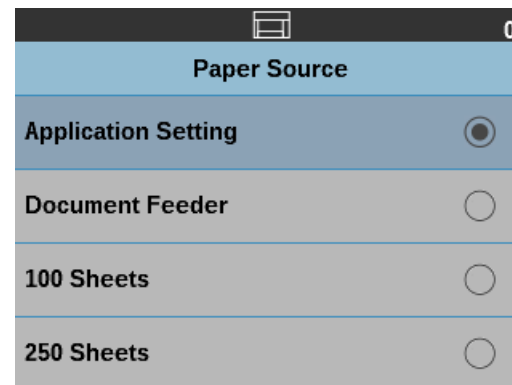 Paper Source
Application Setting
Document Feeder
100 Sheets
250 Sheets